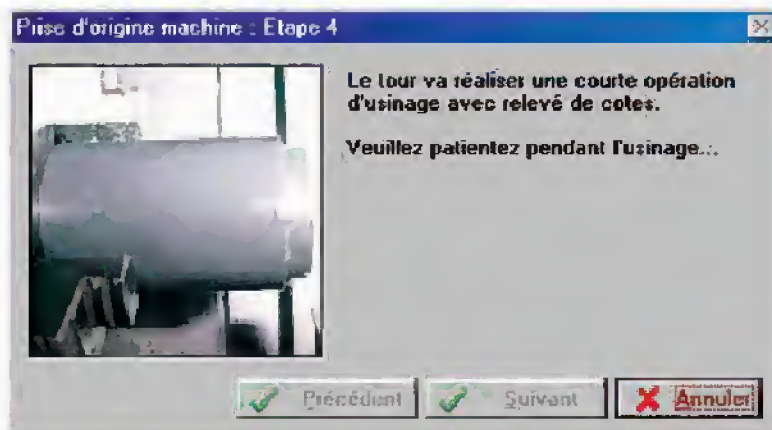 Prise d'origine machine : Etape 4
Le tour va réaliser une courte opération
d'usinage avec relevé de cotes.
Veuillez patientez pendant l'usinage...
Précédent Suivant Annuler